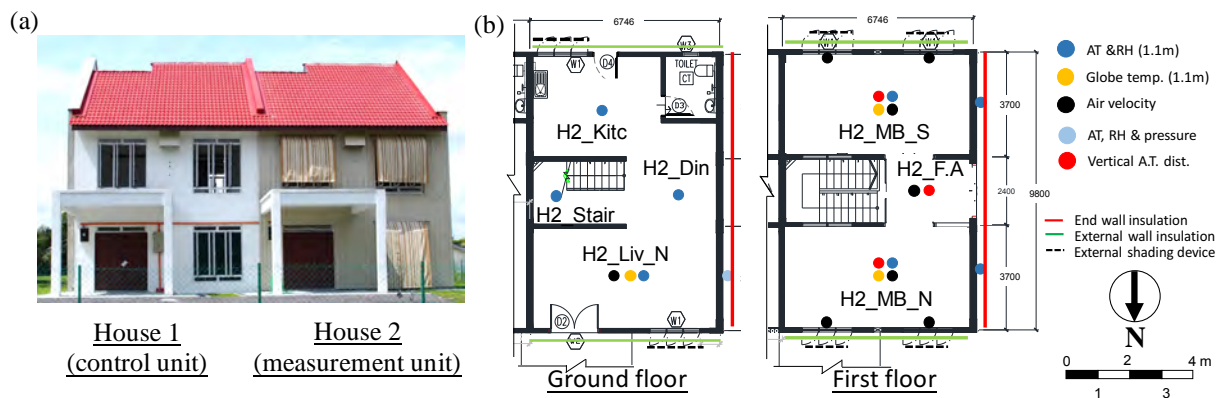 (a)
House 1
(control unit)
House 2
(measurement unit)
(b)
6746
W1
D4
W3
TOILET
CT
D3
H2_Kitc
H2_Din
H2_Stair
H2_Liv_N
D2
W1
W2
Ground floor
6746
H2_MB_S
H2_F.A
H2_MB_N
3700
2400
9800
3700
First floor
AT &RH (1.1m)
Globe temp. (1.1m)
Air velocity
AT, RH & pressure
Vertical A.T. dist.
End wall insulation
External wall insulation
External shading device
N
0 2 4 m
1 3